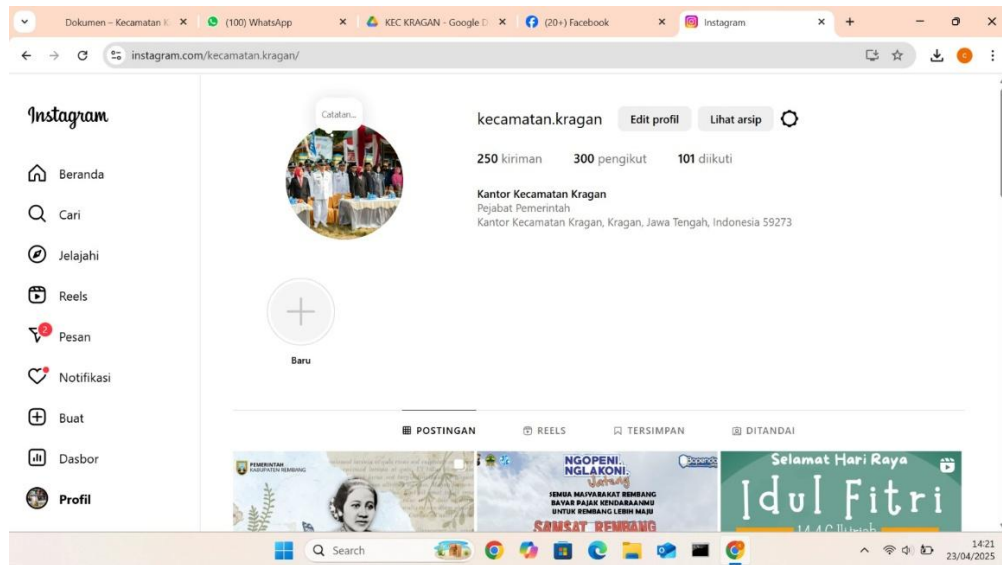 Dokumen – Kecamatan K
(100) WhatsApp
KEC KRAGAN - Google D
(20+) Facebook
Instagram
instagram.com/kecamatan.kragan/
Instagram
Beranda
Cari
Jelajahi
Reels
2
Pesan
Notifikasi
Buat
Dasbor
Profil
Catatan...
kecamatan.kragan
Edit profil
Lihat arsip
250 kiriman 300 pengikut 101 diikuti
Kantor Kecamatan Kragan
Pejabat Pemerintah
Kantor Kecamatan Kragan, Kragan, Jawa Tengah, Indonesia 59273
Baru
POSTINGAN
REELS
TERSIMPAN
DITANDAI
PEMERINTAH
KABUPATEN REMBANG
NGOPENI,
NGLAKONI,
SEMUA MASYARAKAT REMBANG
BAYAR PAJAK KENDARAANMU
UNTUK REMBANG LEBIH MAJU
SAMSAT REMBANG
Selamat Hari Raya
Idul Fitri
Search
14:21
23/04/2025